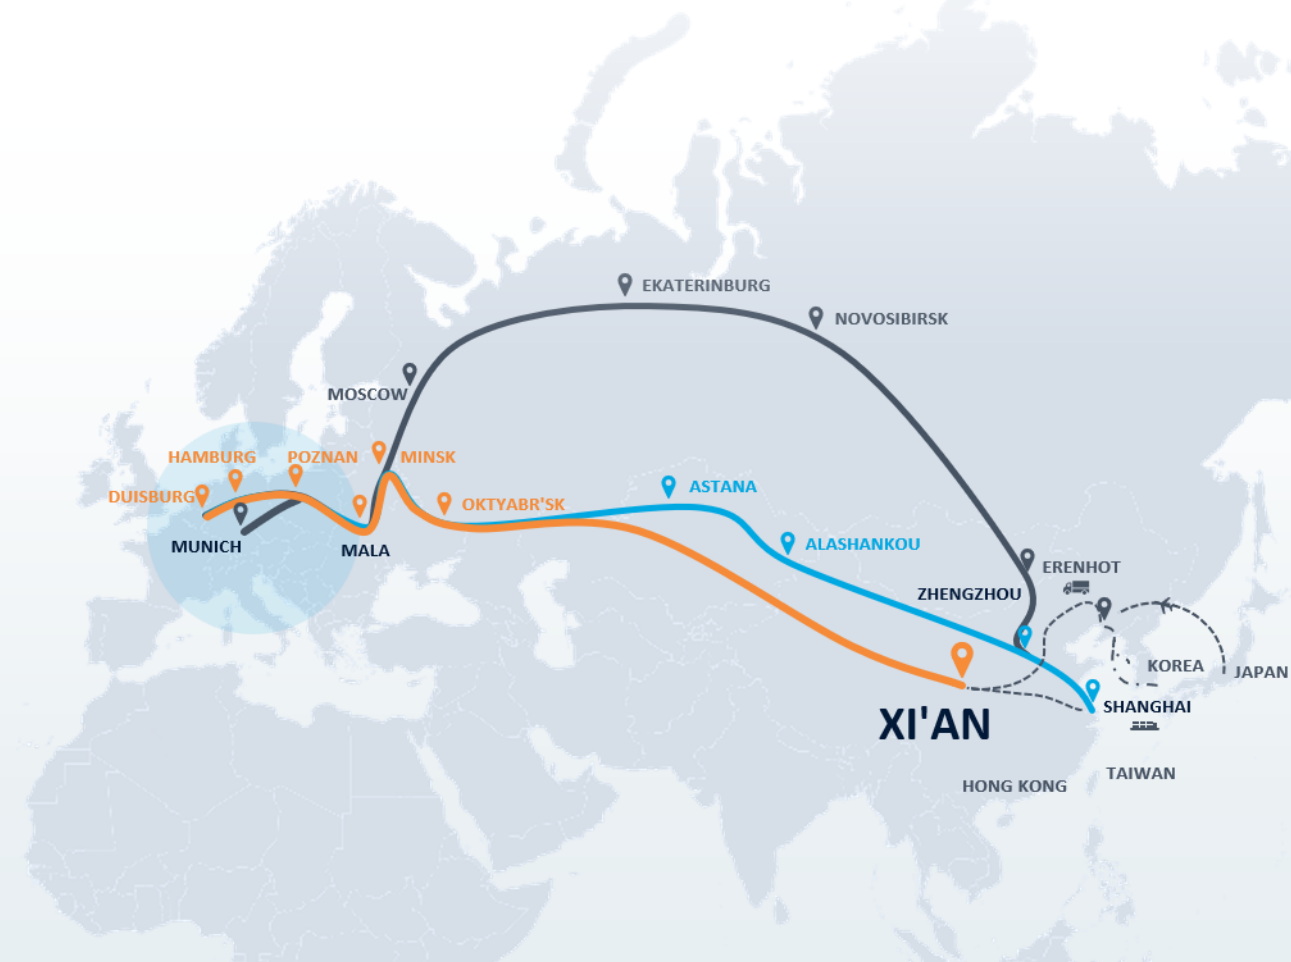 EKATERINBURG
NOVOSIBIRSK
MOSCOW
HAMBURG
POZNAN
MINSK
DUISBURG
OKTYABR'SK
ASTANA
MUNICH
MALA
ALASHANKOU
ERENHOT
ZHENGZHOU
KOREA
JAPAN
XI'AN
SHANGHAI
TAIWAN
HONG KONG